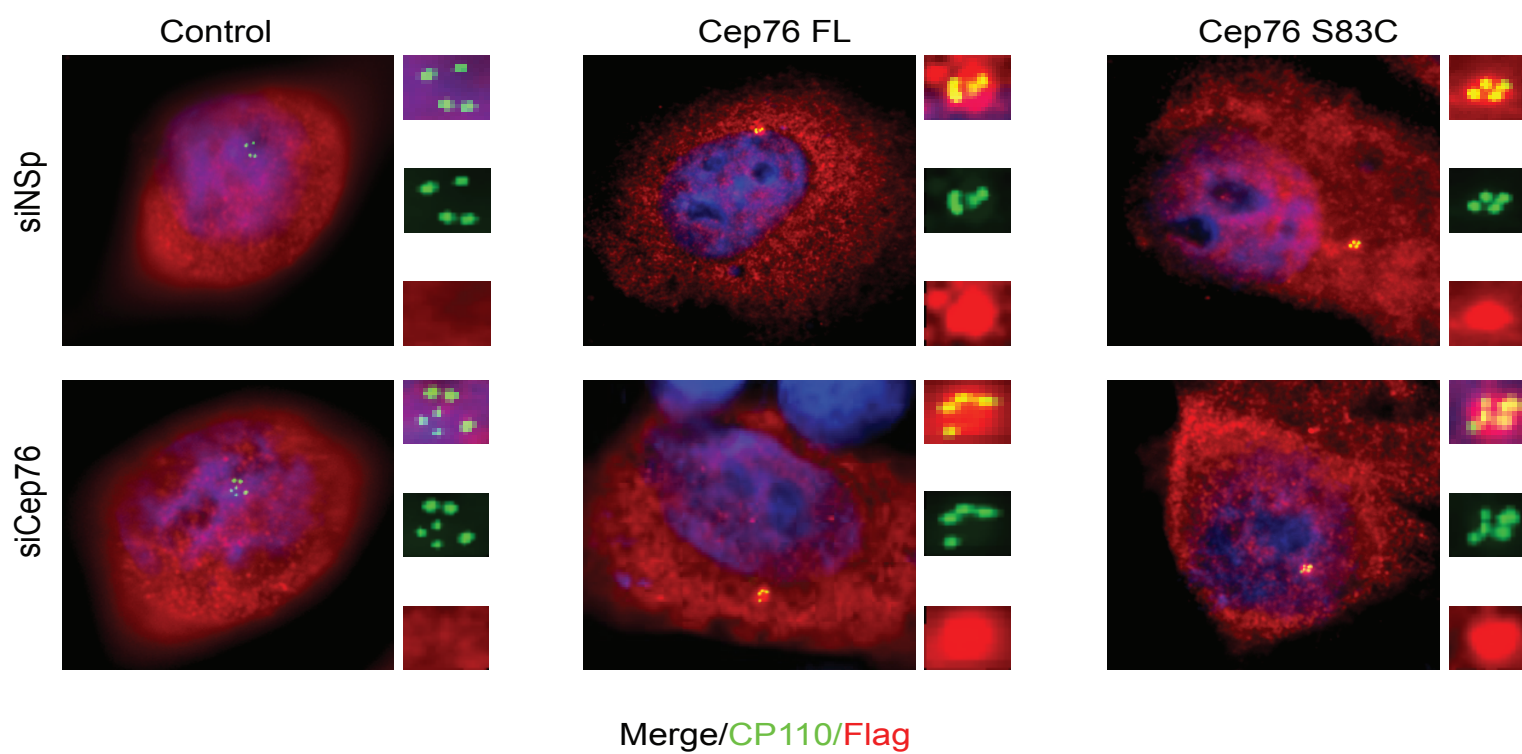 Control
Cep76 FL
Cep76 S83C
siNSp
siCep76
Merge/CP110/Flag